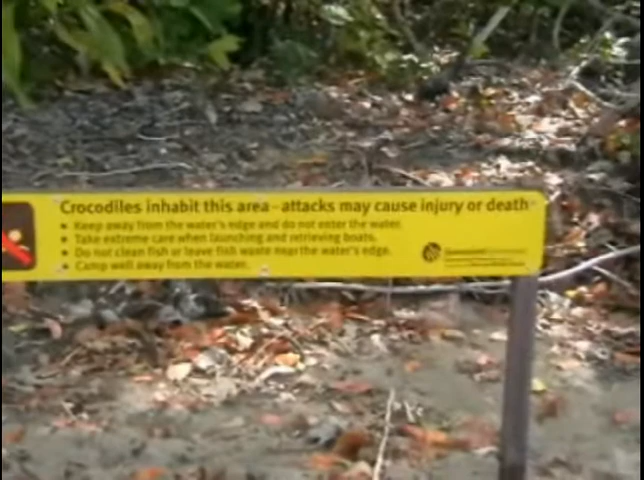 Crocodiles inhabit this area - attacks may cause injury or death
• Keep away from the water's edge and do not enter the water.
• Take extreme care when launching and retrieving boats.
• Do not clean fish or leave fish waste near the water's edge.
• Camp well away from the water.